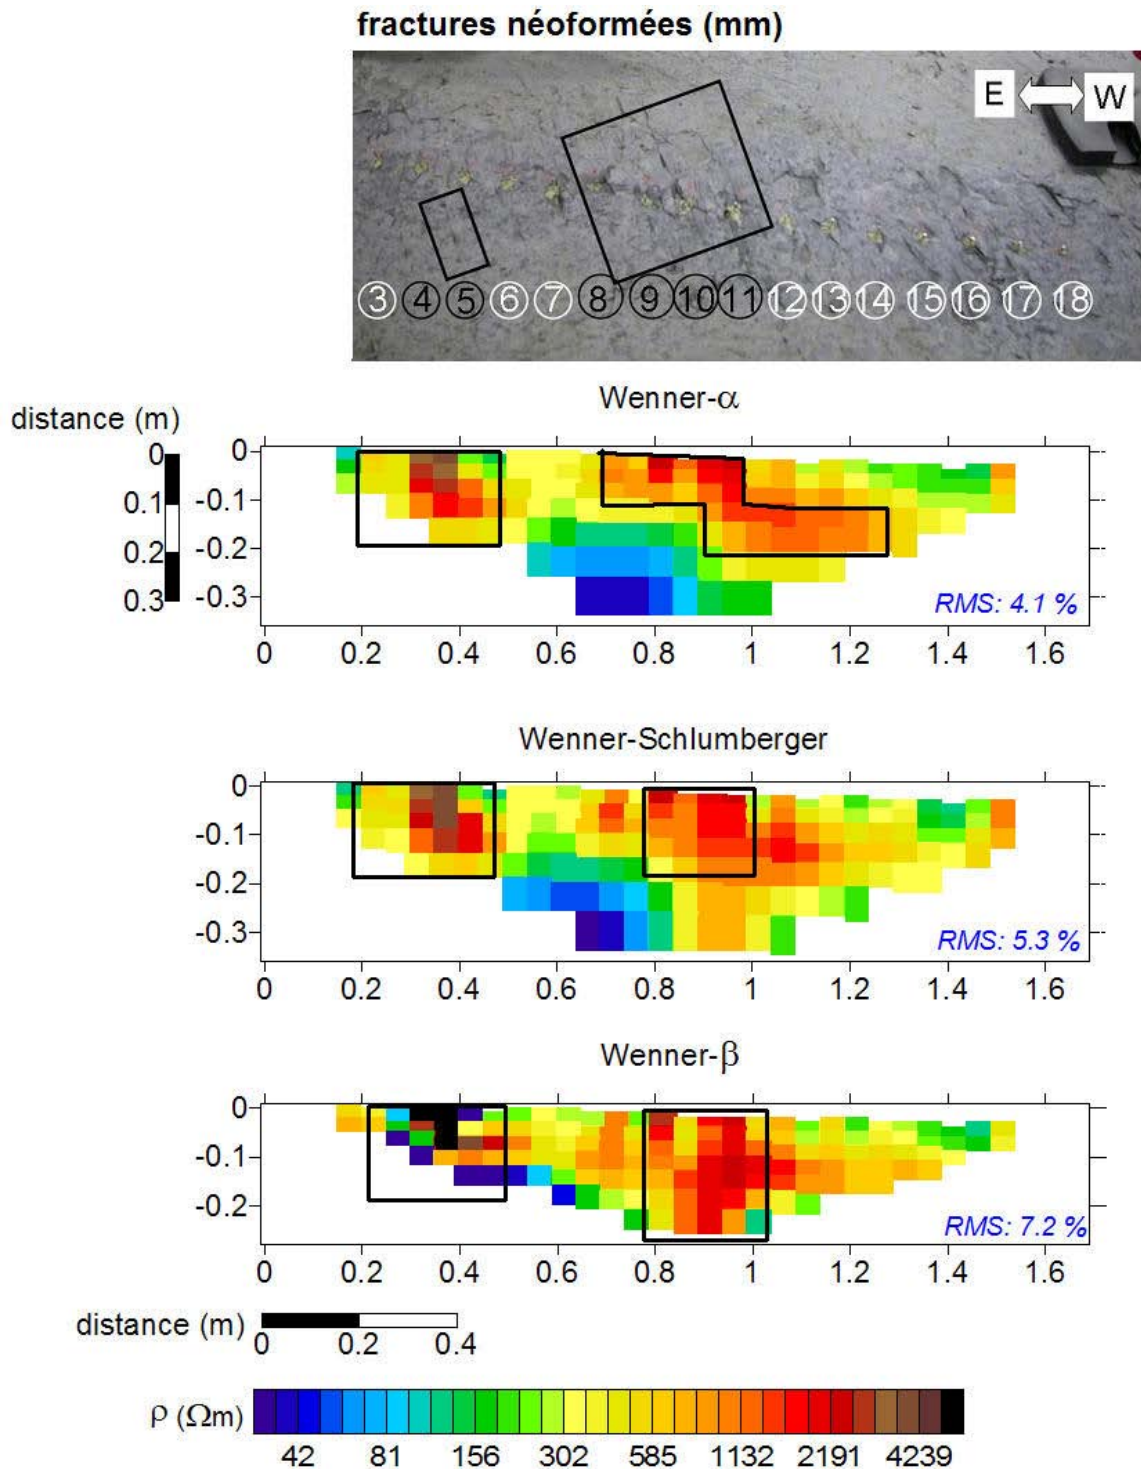 fractures néoformées (mm)
E W
3 4 5 6 7 8 9 10 11 12 13 14 15 16 17 18
Wenner-α
distance (m)
0
0.1
0.2
0.3
0
-0.1
-0.2
-0.3
RMS: 4.1 %
0 0.2 0.4 0.6 0.8 1 1.2 1.4 1.6
Wenner-Schlumberger
0
-0.1
-0.2
-0.3
RMS: 5.3 %
0 0.2 0.4 0.6 0.8 1 1.2 1.4 1.6
Wenner-β
0
-0.1
-0.2
RMS: 7.2 %
0 0.2 0.4 0.6 0.8 1 1.2 1.4 1.6
distance (m)
0 0.2 0.4
ρ (Ωm)
42 81 156 302 585 1132 2191 4239